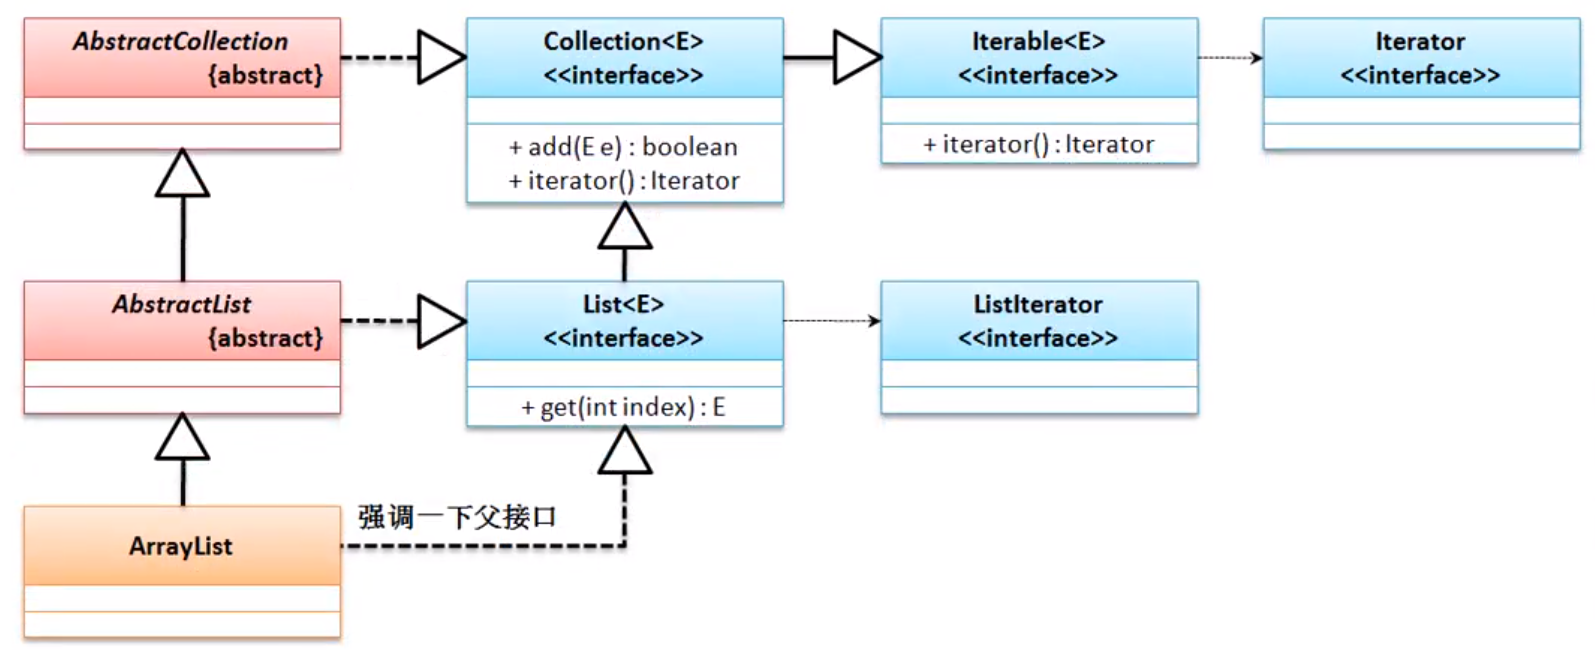 AbstractCollection
{abstract}
Collection<E>
<<interface>>
+ add(E e) : boolean
+ iterator() : Iterator
Iterable<E>
<<interface>>
+ iterator() : Iterator
Iterator
<<interface>>
AbstractList
{abstract}
List<E>
<<interface>>
+ get(int index) : E
ListIterator
<<interface>>
ArrayList
强调一下父接口